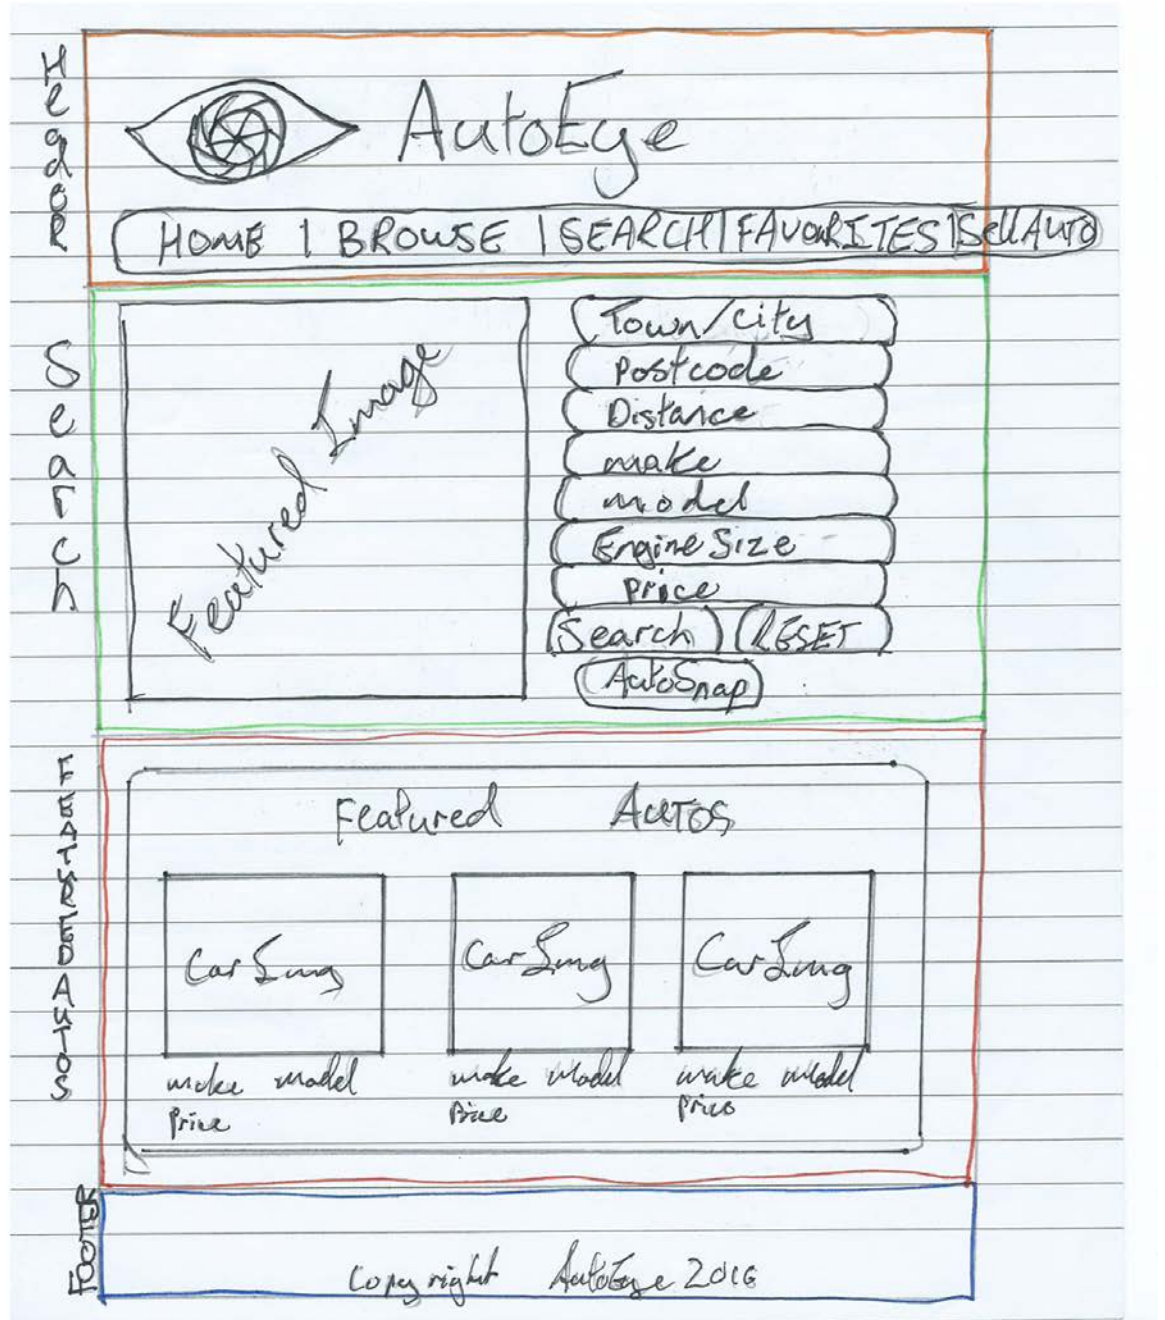 HeadeR
AutoEye
HOME | BROWSE | SEARCH | FAVOURITES | Sell AUTO
Search
Featured Image
Town/City
Postcode
Distance
make
model
Engine Size
Price
Search RESET
AutoSnap
FEATURED AUTOS
Featured AUTOS
Car Img Car Img Car Img
make model make model make model
Price Price Price
FOOTER
Copyright AutoEye 2016